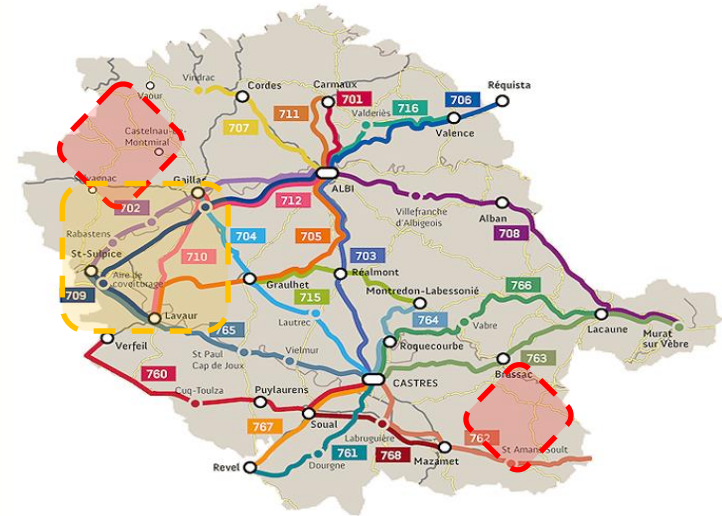 Vindrac
Cordes
Carmaux
701
Réquista
Vaour
711
Valderiès
716
706
707
Valence
Castelnau-
Montmiral
Gaillac
ALBI
712
702
Villefranche
d'Albigeois
Alban
Rabastens
704
705
708
St-Sulpice
710
703
Aire de
covoiturage
Graulhet
Réalmont
766
709
715
Montredon-Labessonié
Lavaur
Lautrec
764
Vabre
Lacaune
Murat
sur Vèbre
Verfeil
765
Roquecourbe
763
St Paul
Cap de Joux
Vielmur
Brassac
760
CASTRES
Cuq-Toulza
Puylaurens
767
Soual
Labruguière
762
St Amans Soult
Revel
761
768
Mazamet
Dourgne